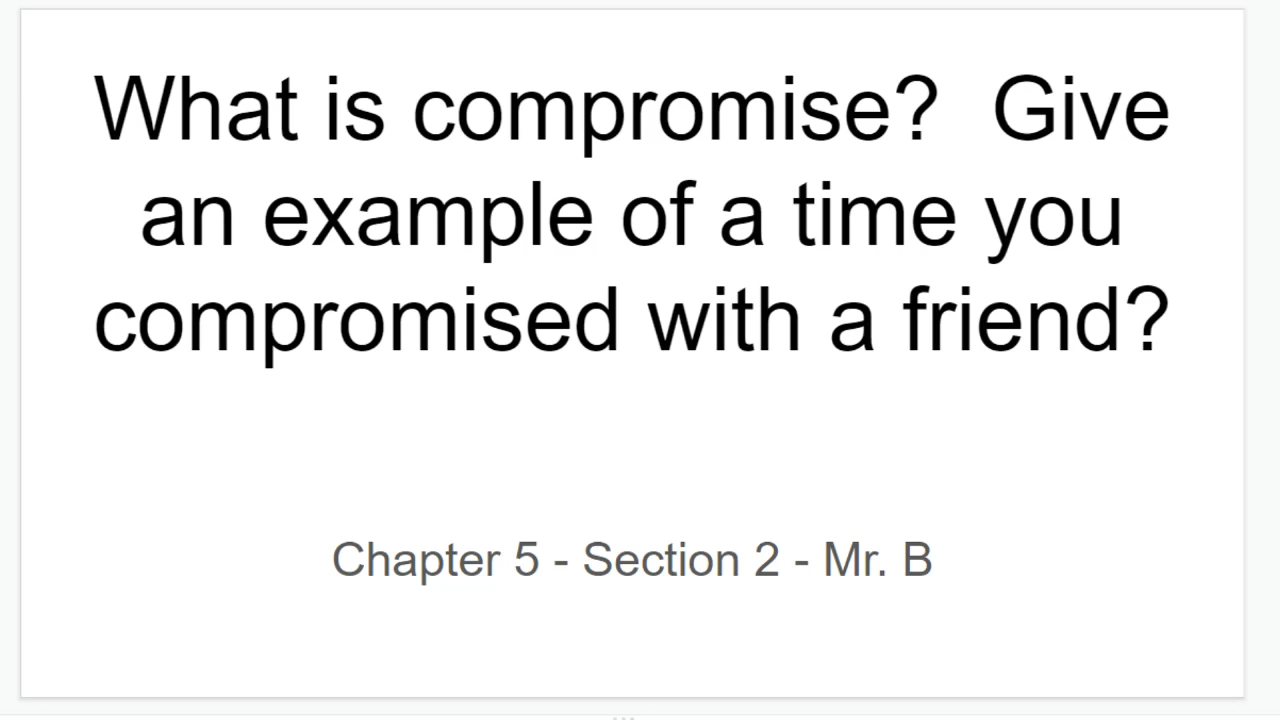 What is compromise?  Give
an example of a time you
compromised with a friend?
Chapter 5 - Section 2 - Mr. B